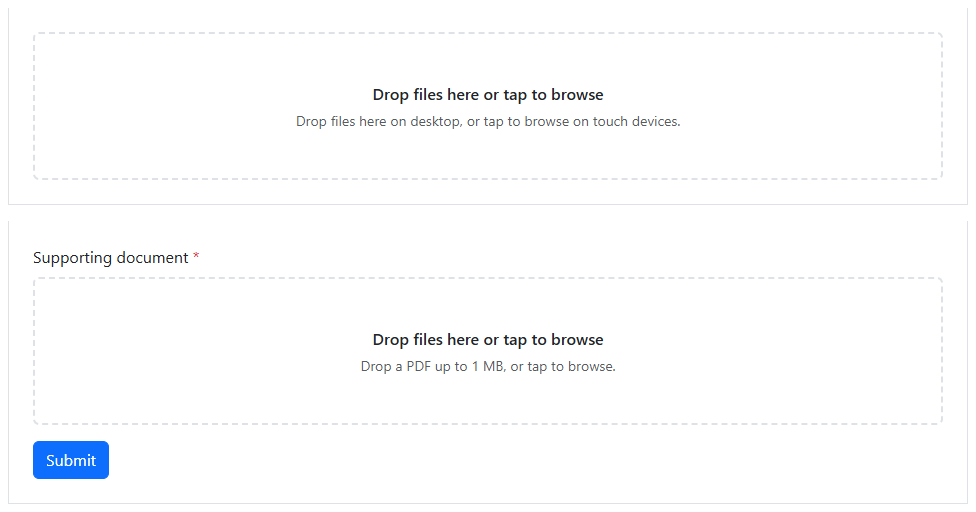 Drop files here or tap to browse
Drop files here on desktop, or tap to browse on touch devices.
Supporting document *
Drop files here or tap to browse
Drop a PDF up to 1 MB, or tap to browse.
Submit